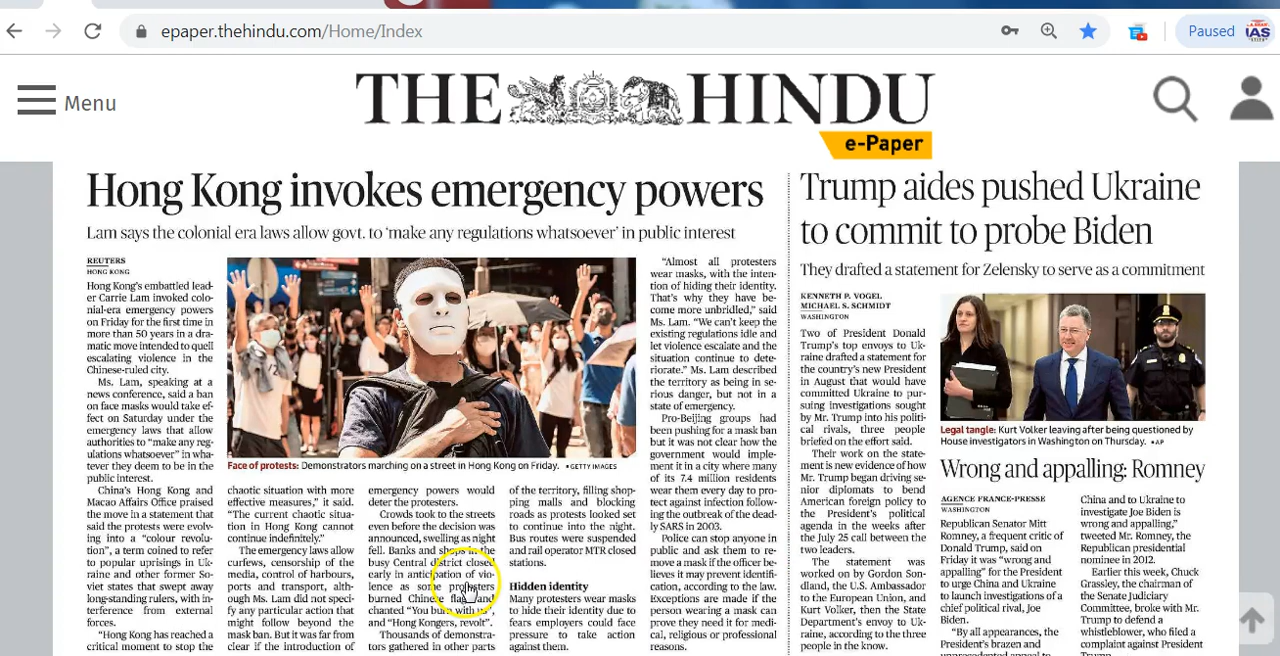 epaper.thehindu.com/Home/Index
Paused
IAS
Menu
THE HINDU
e-Paper
Hong Kong invokes emergency powers
Lam says the colonial era laws allow govt. to 'make any regulations whatsoever' in public interest
REUTERS
HONG KONG
Hong Kong's embattled lead-
er Carrie Lam invoked colo-
nial-era emergency powers
on Friday for the first time in
more than 50 years in a dra-
matic move intended to quell
escalating violence in the
Chinese-ruled city.
Ms. Lam, speaking at a
news conference, said a ban
on face masks would take ef-
fect on Saturday under the
emergency laws that allow
authorities to "make any reg-
ulations whatsoever" in wha-
tever they deem to be in the
public interest.
China's Hong Kong and
Macao Affairs Office praised
the move in a statement that
said the protests were evolv-
ing into a "colour revolu-
tion", a term coined to refer
to popular uprisings in Uk-
raine and other former So-
viet states that swept away
long-standing rulers, with in-
terference from external
forces.
"Hong Kong has reached a
critical moment to stop the
Face of protests: Demonstrators marching on a street in Hong Kong on Friday. •GETTY IMAGES
chaotic situation with more
effective measures," it said.
"The current chaotic situa-
tion in Hong Kong cannot
continue indefinitely."
The emergency laws allow
curfews, censorship of the
media, control of harbours,
ports and transport, alth-
ough Ms. Lam did not speci-
fy any particular action that
might follow beyond the
mask ban. But it was far from
clear if the introduction of
emergency powers would
deter the protesters.
Crowds took to the streets
even before the decision was
announced, swelling as night
fell. Banks and shops in the
busy Central district closed
early in anticipation of vio-
lence as some protesters
burned Chinese flags and
chanted "You burn with us",
and "Hong Kongers, revolt".
Thousands of demonstra-
tors gathered in other parts
of the territory, filling shop-
ping malls and blocking
roads as protests looked set
to continue into the night.
Bus routes were suspended
and rail operator MTR closed
stations.
Hidden identity
Many protesters wear masks
to hide their identity due to
fears employers could face
pressure to take action
against them.
"Almost all protesters
wear masks, with the inten-
tion of hiding their identity.
That's why they have be-
come more unbridled," said
Ms. Lam. "We can't keep the
existing regulations idle and
let violence escalate and the
situation continue to dete-
riorate." Ms. Lam described
the territory as being in se-
rious danger, but not in a
state of emergency.
Pro-Beijing groups had
been pushing for a mask ban
but it was not clear how the
government would imple-
ment it in a city where many
of its 7.4 million residents
wear them every day to pro-
tect against infection follow-
ing the outbreak of the dead-
ly SARS in 2003.
Police can stop anyone in
public and ask them to re-
move a mask if the officer be-
lieves it may prevent identifi-
cation, according to the law.
Exceptions are made if the
person wearing a mask can
prove they need it for medi-
cal, religious or professional
reasons.
Trump aides pushed Ukraine
to commit to probe Biden
They drafted a statement for Zelensky to serve as a commitment
KENNETH P. VOGEL
MICHAEL S. SCHMIDT
WASHINGTON
Two of President Donald
Trump's top envoys to Uk-
raine drafted a statement for
the country's new President
in August that would have
committed Ukraine to pur-
suing investigations sought
by Mr. Trump into his politi-
cal rivals, three people
briefed on the effort said.
Their work on the state-
ment is new evidence of how
Mr. Trump began driving se-
nior diplomats to bend
American foreign policy to
the President's political
agenda in the weeks after
the July 25 call between the
two leaders.
The statement was
worked on by Gordon Son-
dland, the U.S. Ambassador
to the European Union, and
Kurt Volker, then the State
Department's envoy to Uk-
raine, according to the three
people in the know.
Legal tangle: Kurt Volker leaving after being questioned by
House investigators in Washington on Thursday. •AP
Wrong and appalling: Romney
AGENCE FRANCE-PRESSE
WASHINGTON
Republican Senator Mitt
Romney, a frequent critic of
Donald Trump, said on
Friday it was "wrong and
appalling" for the President
to urge China and Ukraine
to launch investigations of a
chief political rival, Joe
Biden.
"By all appearances, the
President's brazen and
unprecedented appeal to
China and to Ukraine to
investigate Joe Biden is
wrong and appalling,"
tweeted Mr. Romney, the
Republican presidential
nominee in 2012.
Earlier this week, Chuck
Grassley, the chairman of
the Senate Judiciary
Committee, broke with Mr.
Trump to defend a
whistleblower, who filed a
complaint against President
Trump